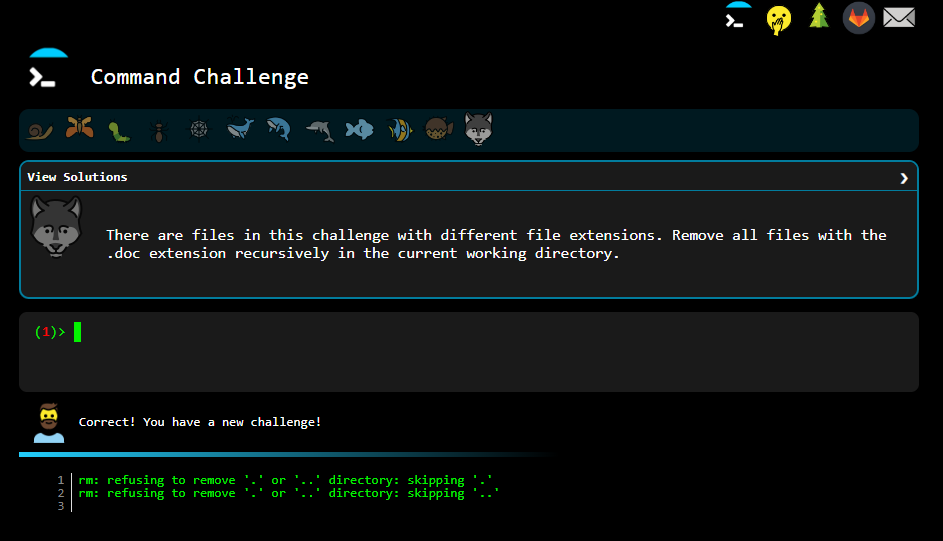 Command Challenge
View Solutions
There are files in this challenge with different file extensions. Remove all files with the
.doc extension recursively in the current working directory.
(1)>
Correct! You have a new challenge!
1 rm: refusing to remove '.' or '..' directory: skipping '.'
2 rm: refusing to remove '.' or '..' directory: skipping '..'
3